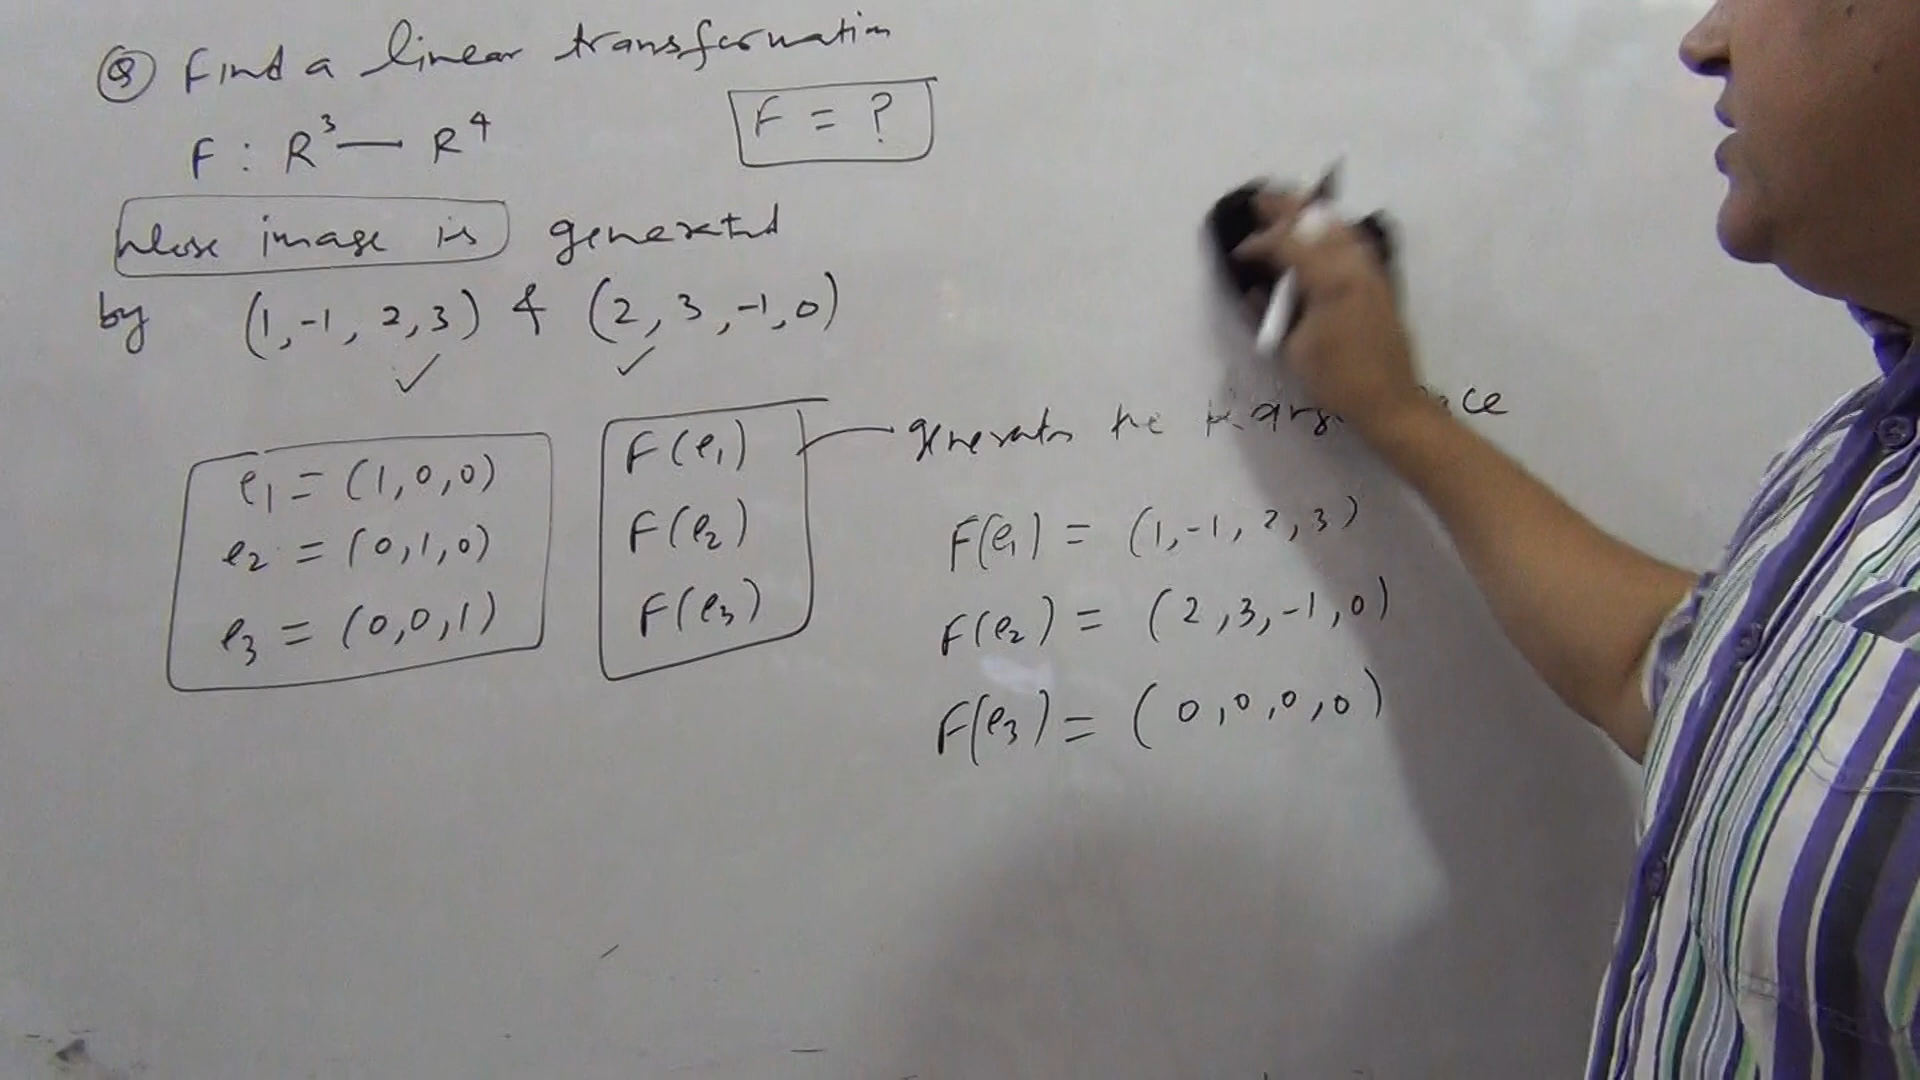 Q Find a linear transformation
F : R³ — R⁴
F = ?
whose image is generated
by (1,-1, 2,3) & (2, 3,-1,0)
e₁ = (1,0,0)
e₂ = (0,1,0)
e₃ = (0,0,1)
F(e₁)
F(e₂)
F(e₃)
generates the
F(e₁) = (1,-1, 2,3)
F(e₂) = (2,3,-1,0)
F(e₃) = (0,0,0,0)